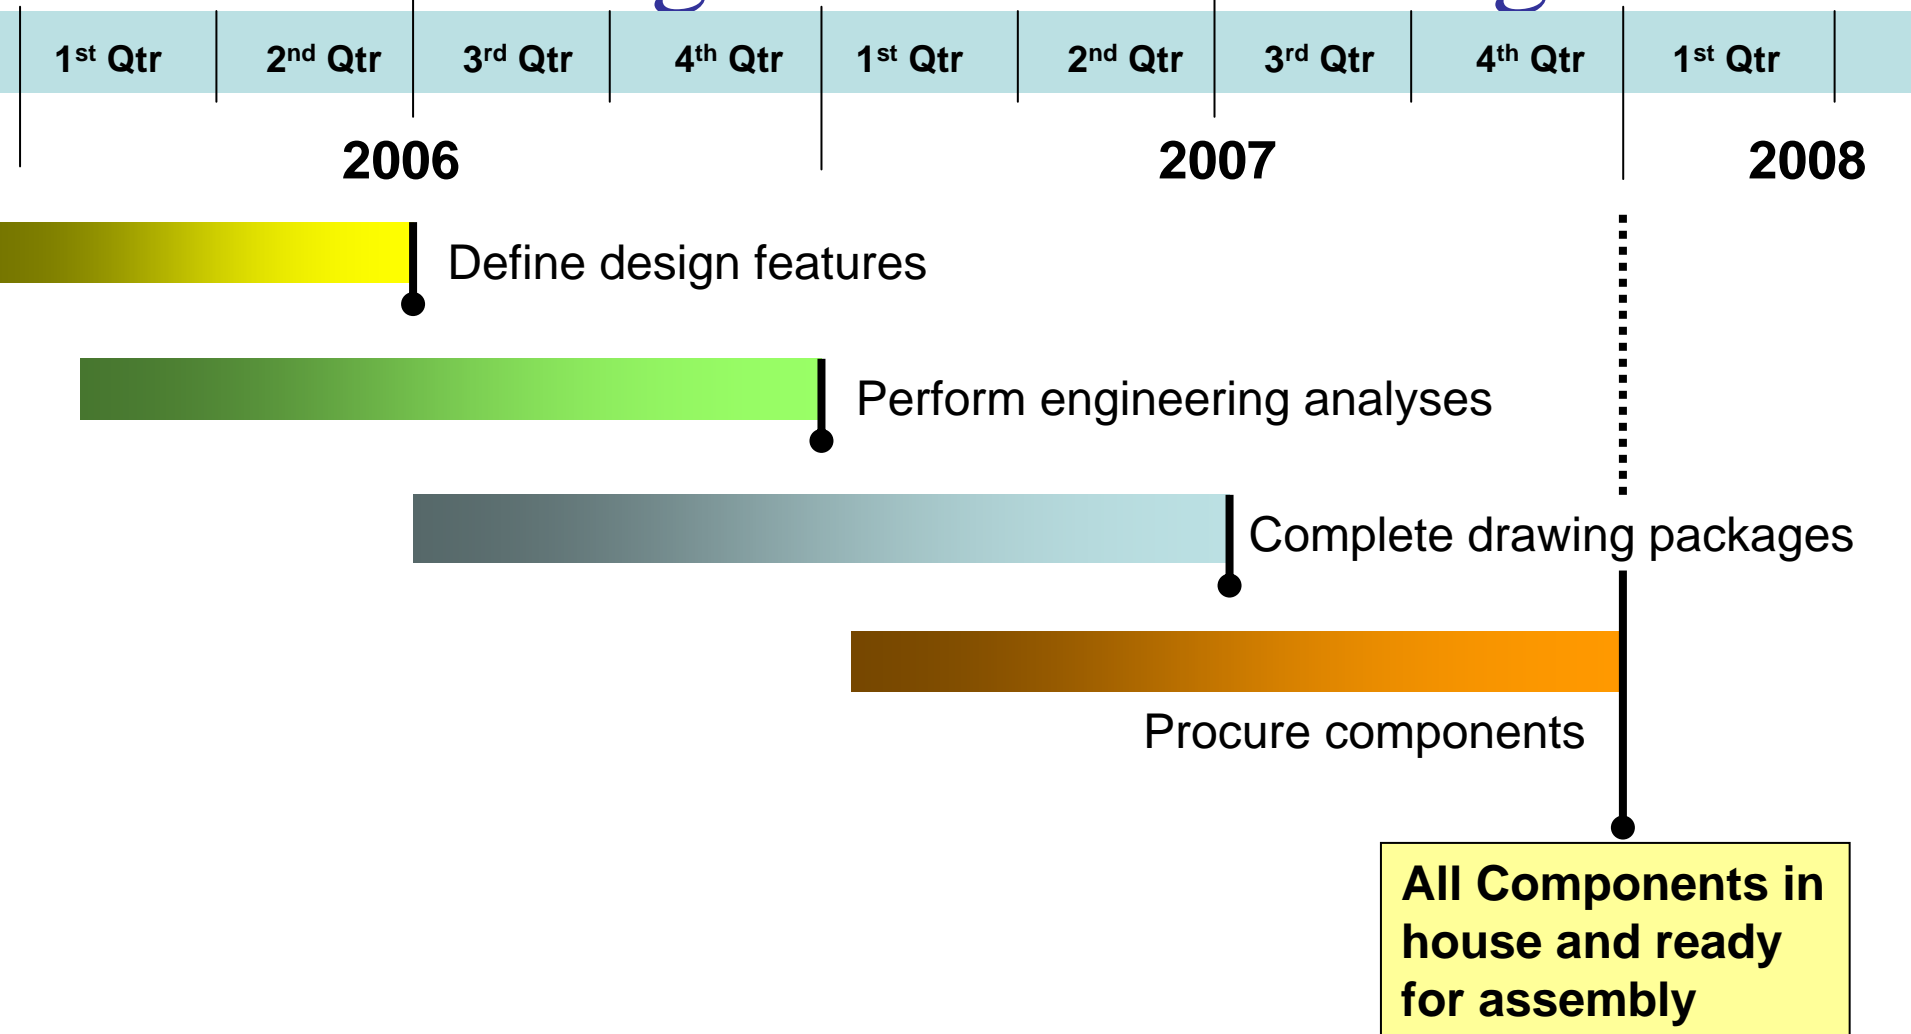 1st Qtr 2nd Qtr 3rd Qtr 4th Qtr 1st Qtr 2nd Qtr 3rd Qtr 4th Qtr 1st Qtr
2006 2007 2008
Define design features
Perform engineering analyses
Complete drawing packages
Procure components
All Components in
house and ready
for assembly